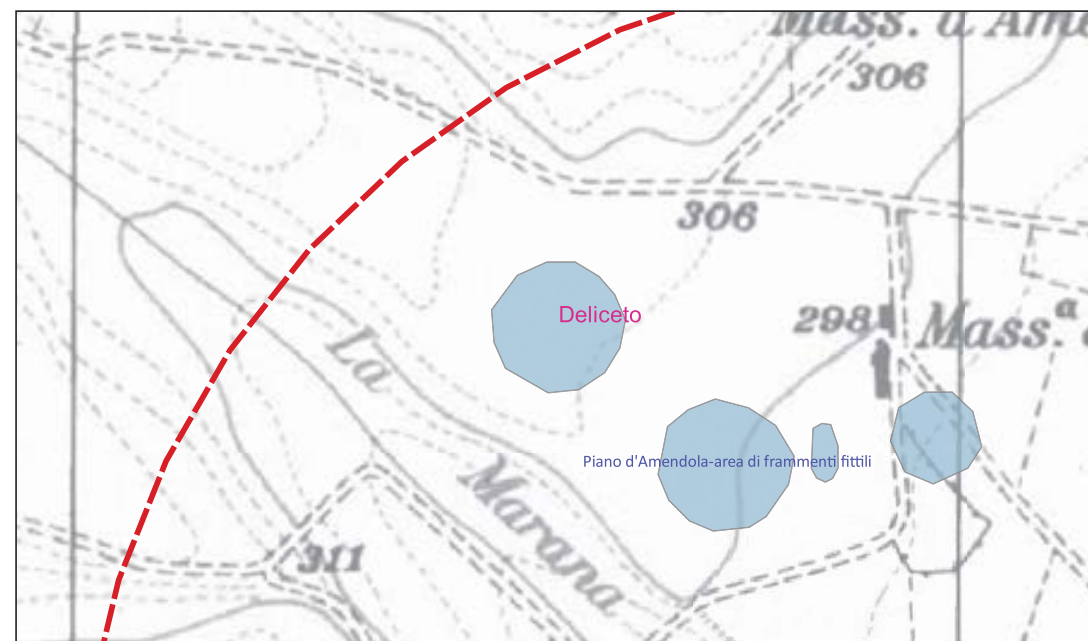 Mass. d'Am
306
306
Deliceto
298
Mass.ª
La
Piano d'Amendola-area di frammenti fittili
Marana
311